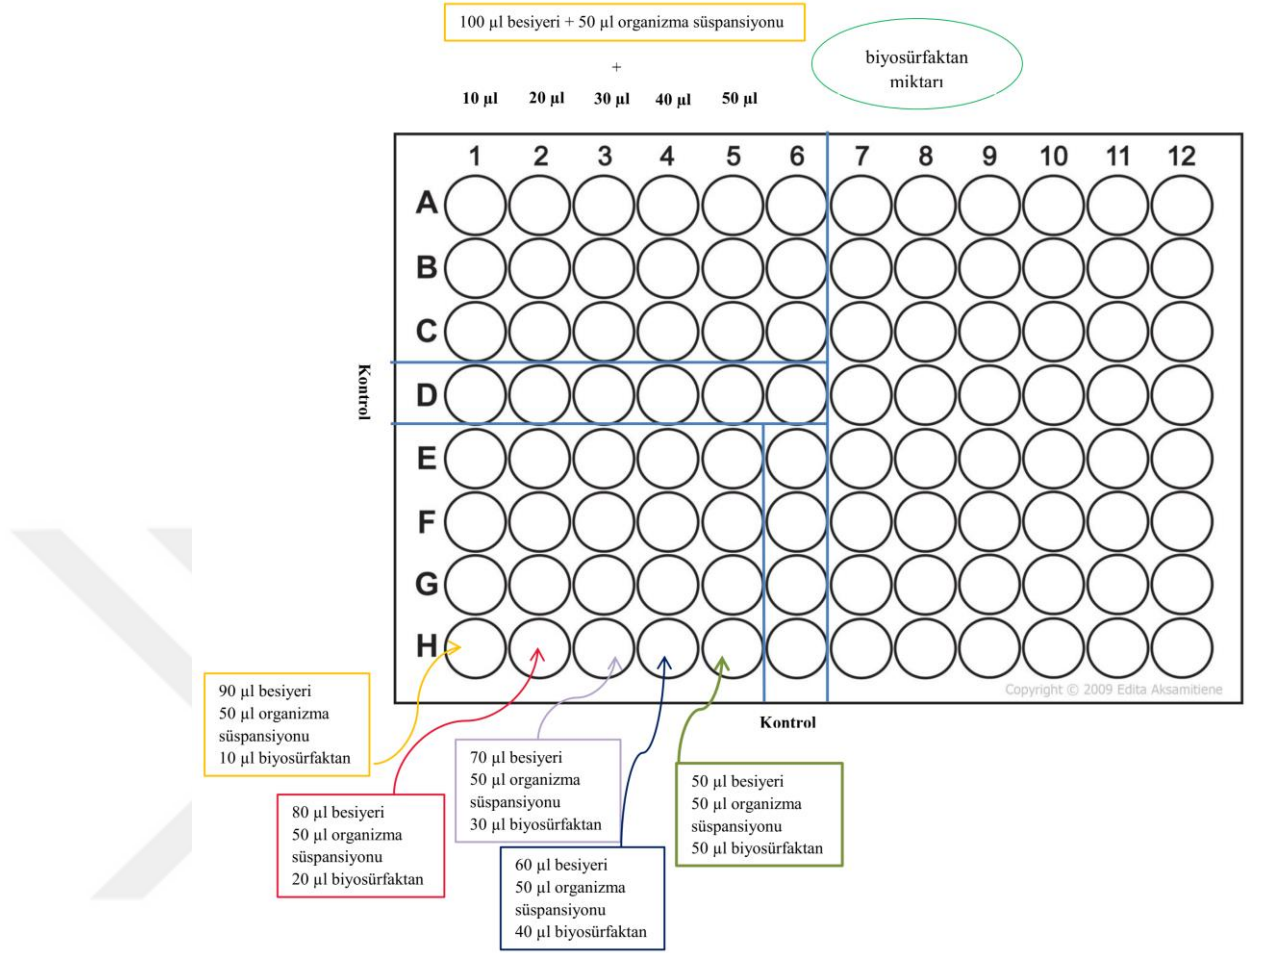 100 µl besiyeri + 50 µl organizma süspansiyonu
+
10 µl 20 µl 30 µl 40 µl 50 µl
biyosürfaktan
miktarı
1 2 3 4 5 6 7 8 9 10 11 12
A
B
C
D
Kontrol
E
F
G
H
Copyright © 2009 Edita Aksamitiene
Kontrol
90 µl besiyeri
50 µl organizma
süspansiyonu
10 µl biyosürfaktan
80 µl besiyeri
50 µl organizma
süspansiyonu
20 µl biyosürfaktan
70 µl besiyeri
50 µl organizma
süspansiyonu
30 µl biyosürfaktan
60 µl besiyeri
50 µl organizma
süspansiyonu
40 µl biyosürfaktan
50 µl besiyeri
50 µl organizma
süspansiyonu
50 µl biyosürfaktan